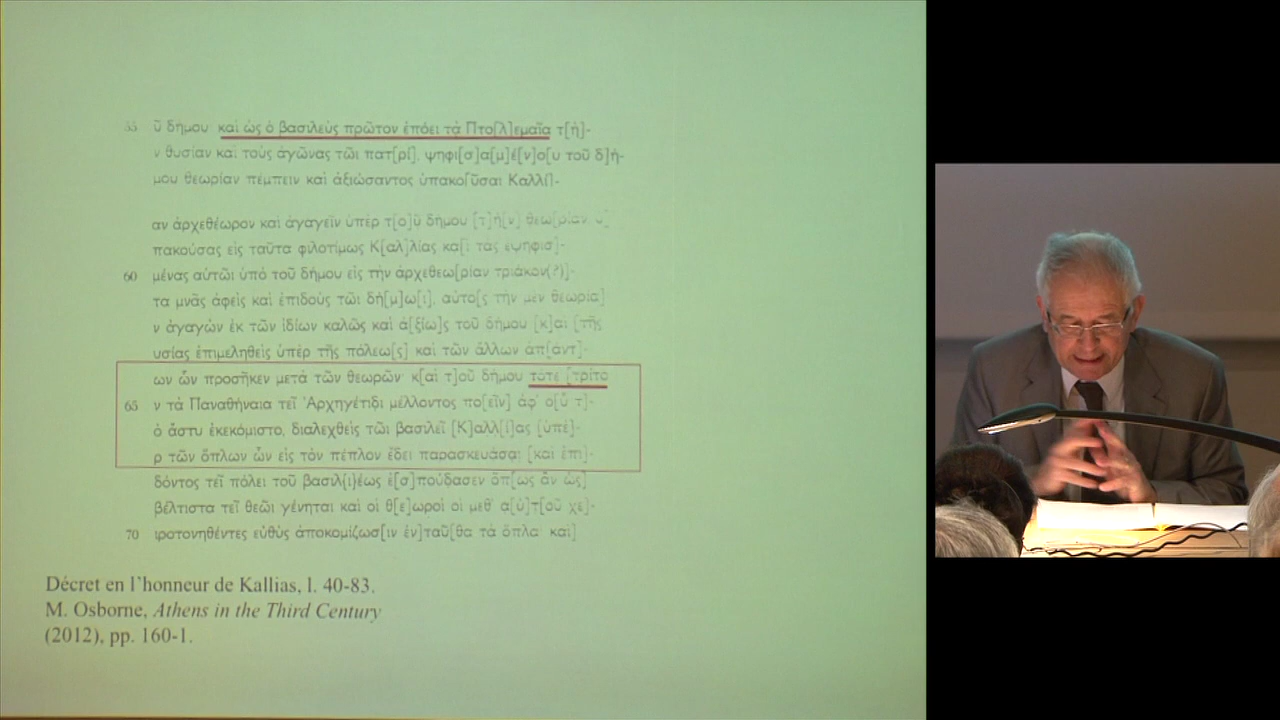 55 ῦ δήμου· καὶ ὡς ὁ βασιλεὺς πρῶτον ἐπόει τὰ Πτο[λ]εμαῖα τ[ὴ]-
ν θυσίαν καὶ τοὺς ἀγῶνας τῶι πατ[ρί], ψηφι[σ]α[μ]έ[ν]ο[υ τοῦ δ]ή-
μου θεωρίαν πέμπειν καὶ ἀξιώσαντος ὑπακο[ῦσαι Καλλί]-
αν ἀρχεθέωρον καὶ ἀγαγεῖν ὑπὲρ τ[ο]ῦ δήμου [τ]ὴ[ν] θεω[ρίαν ὑ]
πακούσας εἰς ταῦτα φιλοτίμως Κ[αλ]λίας κα[ὶ τὰς ἐψηφισ]-
60 μένας αὐτῶι ὑπὸ τοῦ δήμου εἰς τὴν ἀρχεθεω[ρίαν τριάκον(?)]-
τα μνᾶς ἀφεὶς καὶ ἐπιδοὺς τῶι δή[μ]ω[ι], αὐτὸ[ς τὴν μὲν θεωρία]
ν ἀγαγὼν ἐκ τῶν ἰδίων καλῶς καὶ ἀ[ξίω]ς τοῦ δήμου [κ]αὶ [τῆς
υσίας ἐπιμεληθεὶς ὑπὲρ τῆς πόλεω[ς] καὶ τῶν ἄλλων ἁπ[άντ]-
ων ὧν προσῆκεν μετὰ τῶν θεωρῶν· κ[αὶ τ]οῦ δήμου τότε [τρίτο
65 ν τὰ Παναθήναια τεῖ Ἀρχηγέτιδι μέλλοντος πο[εῖν] ἀφ' ο[ὗ τ]-
ὸ ἄστυ ἐκεκόμιστο, διαλεχθεὶς τῶι βασιλεῖ [Κ]αλλ[ί]ας [ὑπὲ]-
ρ τῶν ὅπλων ὧν εἰς τὸν πέπλον ἔδει παρασκευάσαι [καὶ ἐπι]-
δόντος τεῖ πόλει τοῦ βασιλ{ι}έως ἐ[σ]πούδασεν ὅπ[ως ἂν ὡς]
βέλτιστα τεῖ θεῶι γένηται καὶ οἱ θ[ε]ωροὶ οἱ μεθ' α[ὑ]τ[οῦ χε]-
70 ιροτονηθέντες εὐθὺς ἀποκομίζωσ[ιν ἐν]ταῦ[θα τὰ ὅπλα· καὶ]
Décret en l'honneur de Kallias, l. 40-83.
M. Osborne, Athens in the Third Century
(2012), pp. 160-1.